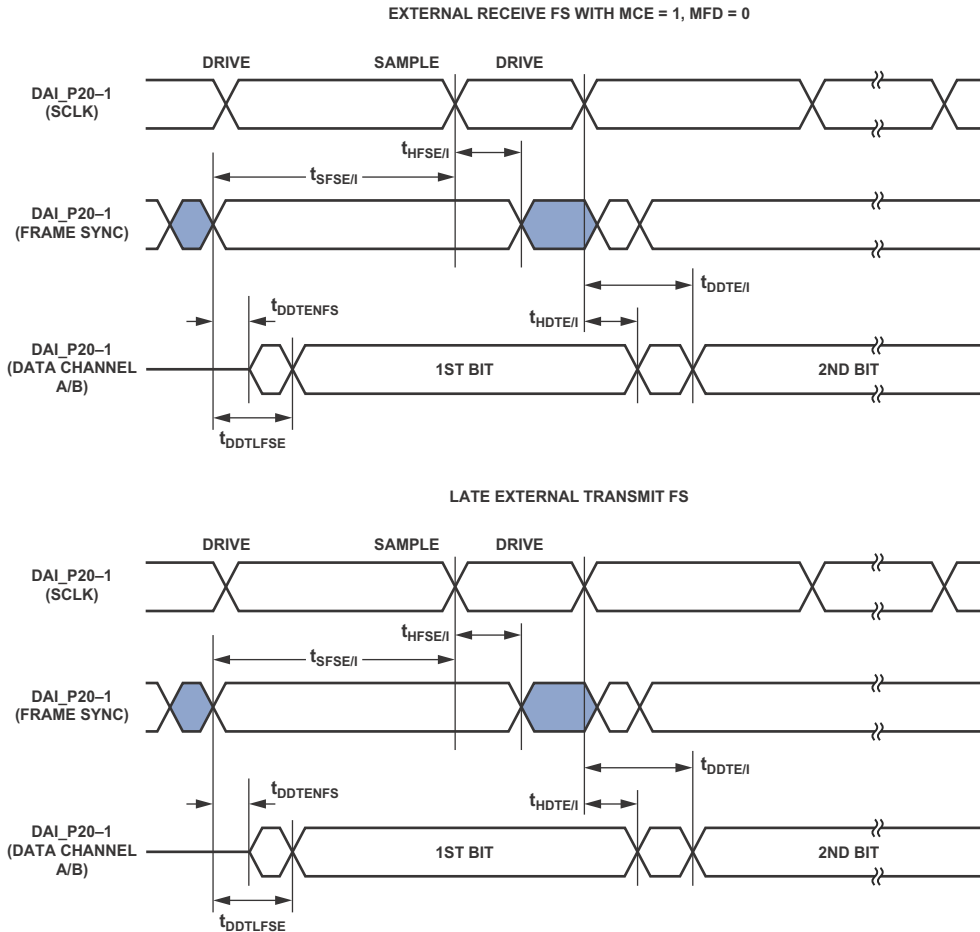 EXTERNAL RECEIVE FS WITH MCE = 1, MFD = 0
DRIVE SAMPLE DRIVE
DAI_P20–1
(SCLK)
tHFSE/I
tSFSE/I
DAI_P20–1
(FRAME SYNC)
tDDTE/I
tDDTENFS
tHDTE/I
DAI_P20–1
(DATA CHANNEL
A/B)
1ST BIT 2ND BIT
tDDTLFSE
LATE EXTERNAL TRANSMIT FS
DRIVE SAMPLE DRIVE
DAI_P20–1
(SCLK)
tHFSE/I
tSFSE/I
DAI_P20–1
(FRAME SYNC)
tDDTE/I
tDDTENFS
tHDTE/I
DAI_P20–1
(DATA CHANNEL
A/B)
1ST BIT 2ND BIT
tDDTLFSE